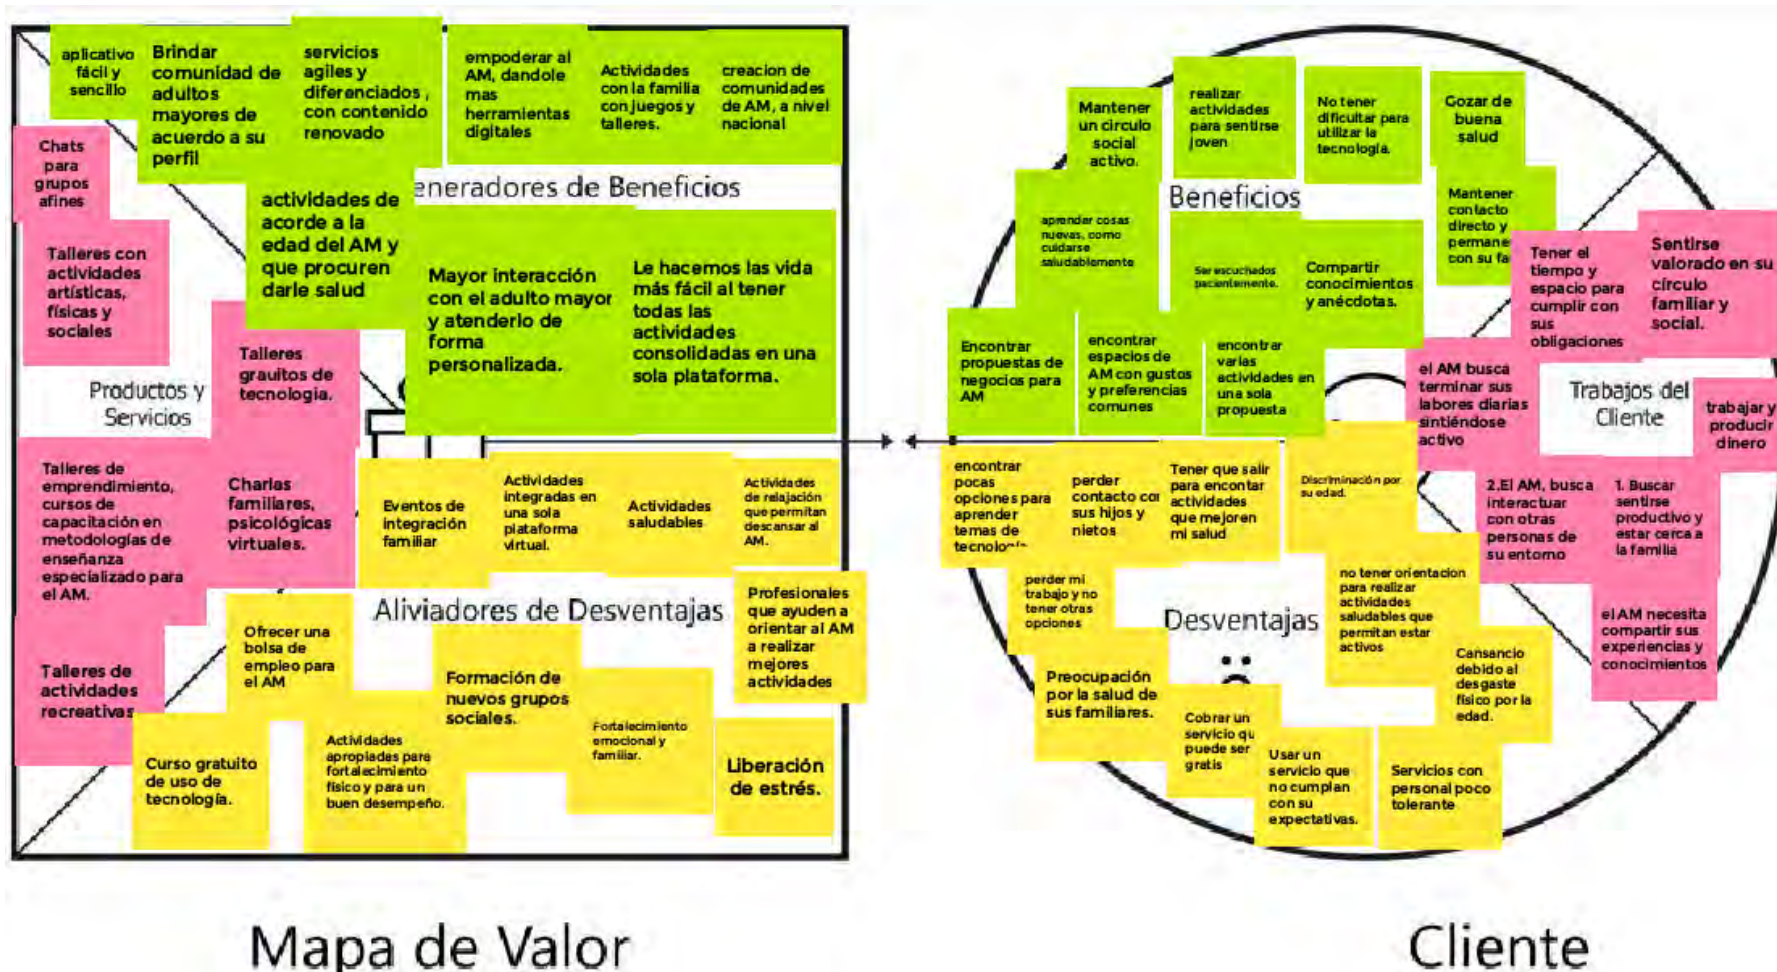 aplicativo
fácil y
sencillo
Brindar
comunidad de
adultos
mayores de
acuerdo a su
perfil
servicios
agiles y
diferenciados ,
con contenido
renovado
empoderar al
AM, dandole
mas
herramientas
digitales
Actividades
con la familia
con juegos y
talleres.
creacion de
comunidades
de AM, a nivel
nacional
Chats
para
grupos
afines
actividades de
acorde a la
edad del AM y
que procuren
darle salud
eneradores de Beneficios
Talleres con
actividades
artísticas,
físicas y
sociales
Mayor interacción
con el adulto mayor
y atenderlo de
forma
personalizada.
Le hacemos las vida
más fácil al tener
todas las
actividades
consolidadas en una
sola plataforma.
Talleres
grauitos de
tecnología.
Productos y
Servicios
Talleres de
emprendimiento,
cursos de
capacitación en
metodologías de
enseñanza
especializado para
el AM.
Charlas
familiares,
psicológicas
virtuales.
Eventos de
integración
familiar
Actividades
integradas en
una sola
plataforma
virtual.
Actividades
saludables
Actividades
de relajación
que permitan
descansar al
AM.
Aliviadores de Desventajas
Profesionales
que ayuden a
orientar al AM
a realizar
mejores
actividades
Ofrecer una
bolsa de
empleo para
el AM
Talleres de
actividades
recreativas
Formación de
nuevos grupos
sociales.
Fortalecimiento
emocional y
familiar.
Curso gratuito
de uso de
tecnología.
Actividades
apropiadas para
fortalecimiento
físico y para un
buen desempeño.
Liberación
de estrés.
Mapa de Valor
Mantener
un circulo
social
activo.
realizar
actividades
para sentirse
joven
No tener
dificultar para
utilizar la
tecnología.
Gozar de
buena
salud
Beneficios
aprender cosas
nuevas, como
cuidarse
saludablemente
Ser escuchados
pacientemente.
Compartir
conocimientos
y anécdotas.
Mantener
contacto
directo y
permane
con su fa
Tener el
tiempo y
espacio para
cumplir con
sus
obligaciones
Sentirse
valorado en su
círculo
familiar y
social.
Encontrar
propuestas de
negocios para
AM
encontrar
espacios de
AM con gustos
y preferencias
comunes
encontrar
varias
actividades en
una sola
propuesta
el AM busca
terminar sus
labores diarias
sintiéndose
activo
Trabajos del
Cliente
trabajar y
producir
dinero
encontrar
pocas
opciones para
aprender
temas de
tecnología
perder
contacto con
sus hijos y
nietos
Tener que salir
para encontar
actividades
que mejoren
mi salud
Discriminación por
su edad.
2.El AM, busca
interactuar
con otras
personas de
su entorno
1. Buscar
sentirse
productivo y
estar cerca a
la familia
perder mi
trabajo y no
tener otras
opciones
Desventajas
no tener orientacion
para realizar
actividades
saludables que
permitan estar
activos
el AM necesita
compartir sus
experiencias y
conocimientos
Preocupación
por la salud de
sus familiares.
Cobrar un
servicio qu
puede ser
gratis
Cansancio
debido al
desgaste
físico por la
edad.
Usar un
servicio que
no cumplan
con su
expectativas.
Servicios con
personal poco
tolerante
Cliente